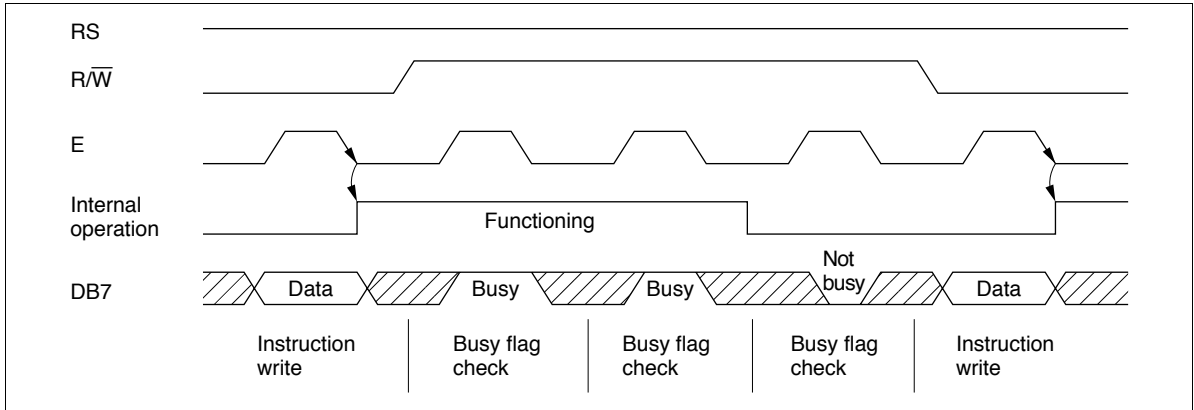 RS
R/W̅
E
Internal
operation
Functioning
DB7
Data
Busy
Busy
Not
busy
Data
Instruction
write
Busy flag
check
Busy flag
check
Busy flag
check
Instruction
write